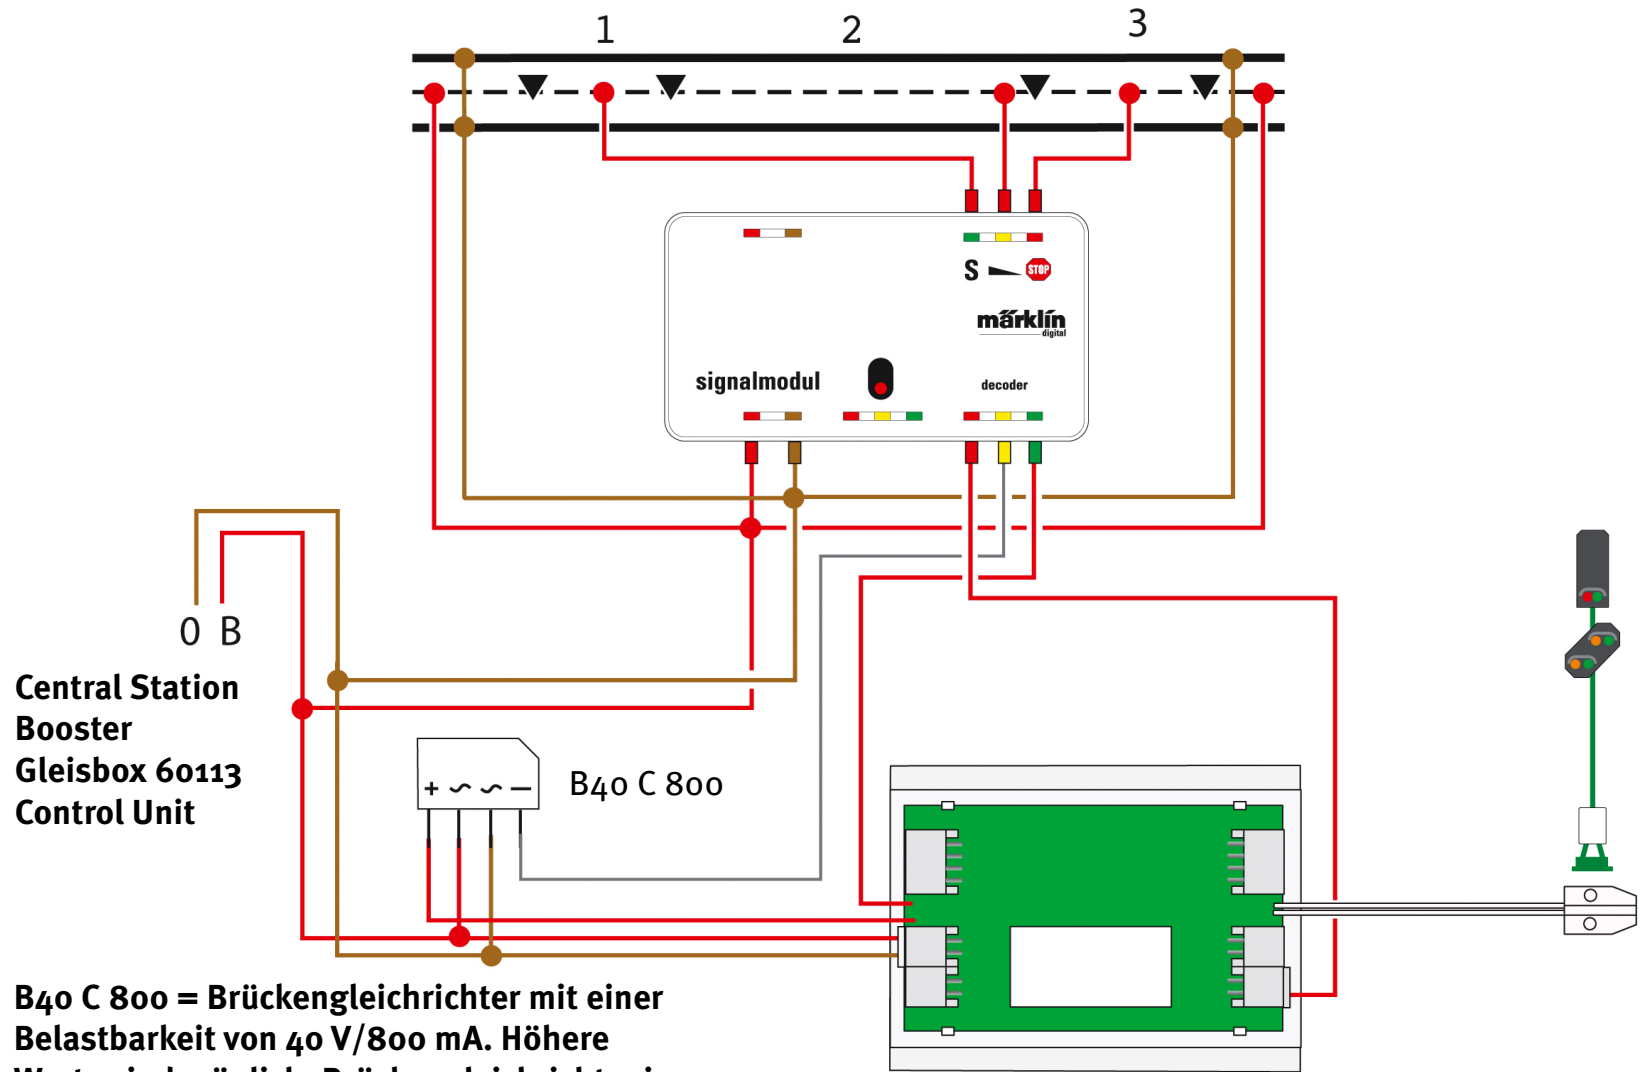 1 2 3
S STOP
märklin
digital
signalmodul
decoder
0 B
Central Station
Booster
Gleisbox 60113
Control Unit
+ ~ ~ –
B40 C 800
B40 C 800 = Brückengleichrichter mit einer
Belastbarkeit von 40 V/800 mA. Höhere